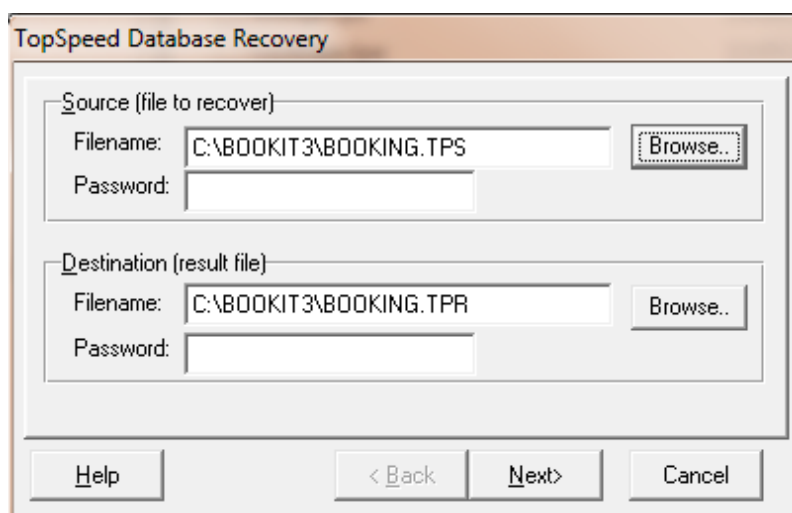 TopSpeed Database Recovery
Source (file to recover)
Filename: C:\BOOKIT3\BOOKING.TPS Browse..
Password:
Destination (result file)
Filename: C:\BOOKIT3\BOOKING.TPR Browse..
Password:
Help < Back Next> Cancel